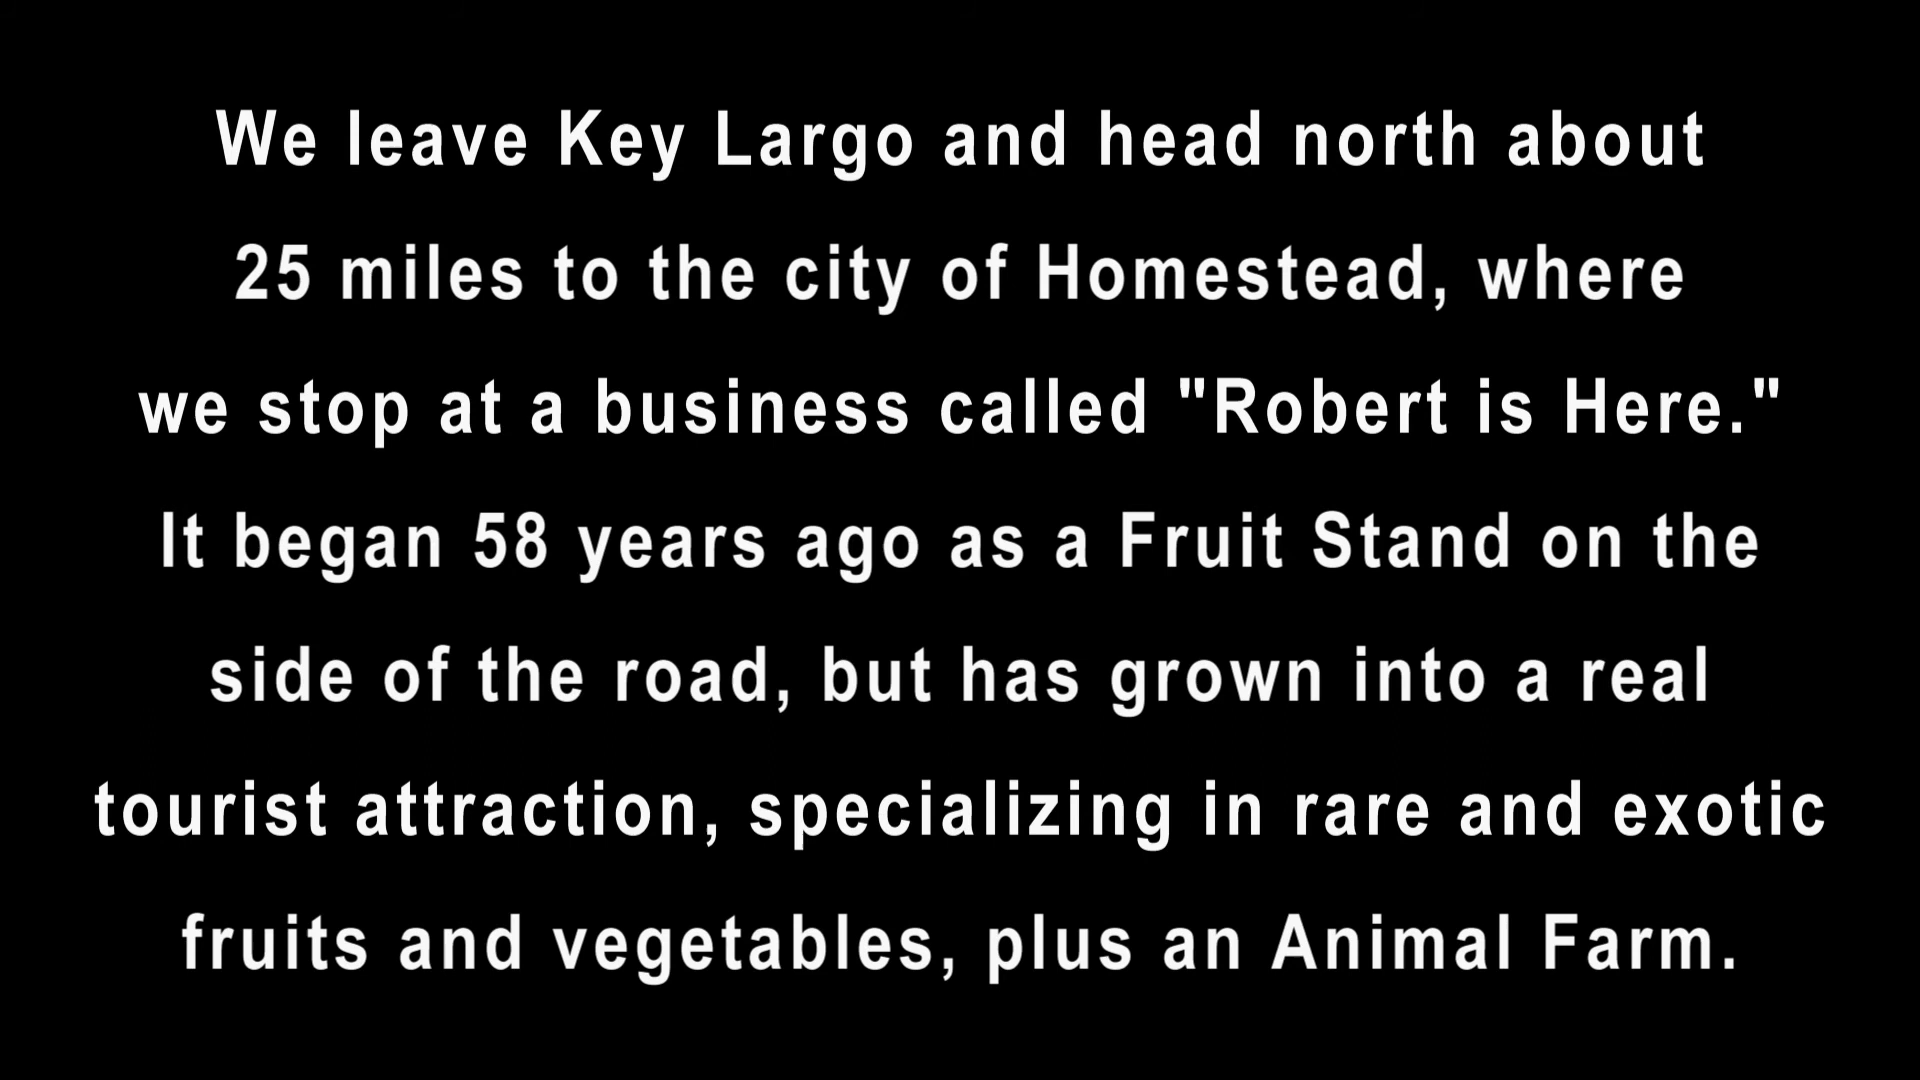 We leave Key Largo and head north about
25 miles to the city of Homestead, where
we stop at a business called "Robert is Here."
It began 58 years ago as a Fruit Stand on the
side of the road, but has grown into a real
tourist attraction, specializing in rare and exotic
fruits and vegetables, plus an Animal Farm.